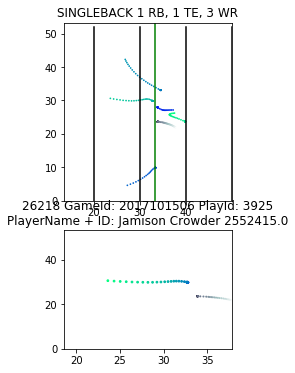 SINGLEBACK 1 RB, 1 TE, 3 WR
50
40
30
20
10
0
20 30 40
26218 GameId: 2017101506 PlayId: 3925
PlayerName + ID: Jamison Crowder 2552415.0
40
20
0
20 25 30 35